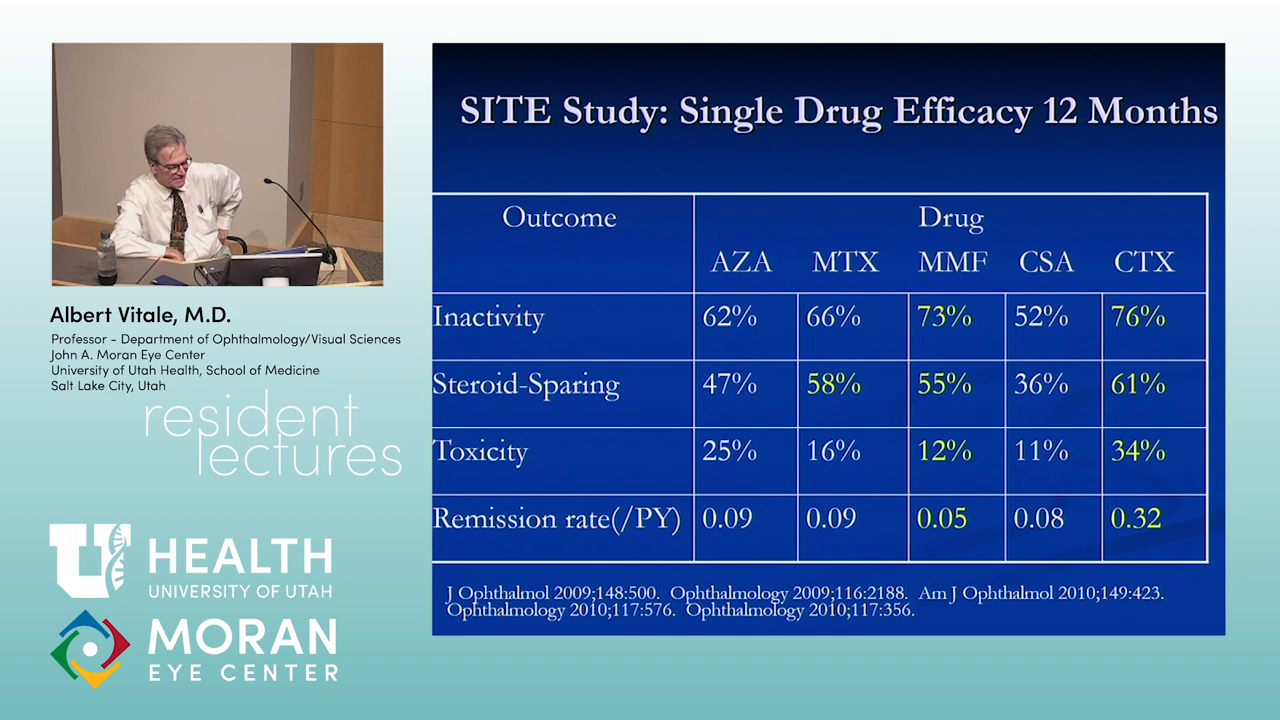 SITE Study: Single Drug Efficacy 12 Months
Outcome Drug
AZA MTX MMF CSA CTX
Inactivity 62% 66% 73% 52% 76%
Steroid-Sparing 47% 58% 55% 36% 61%
Toxicity 25% 16% 12% 11% 34%
Remission rate(/PY) 0.09 0.09 0.05 0.08 0.32
J Ophthalmol 2009;148:500. Ophthalmology 2009;116:2188. Am J Ophthalmol 2010;149:423.
Ophthalmology 2010;117:576. Ophthalmology 2010;117:356.
Albert Vitale, M.D.
Professor - Department of Ophthalmology/Visual Sciences
John A. Moran Eye Center
University of Utah Health, School of Medicine
Salt Lake City, Utah
resident
lectures
U HEALTH
UNIVERSITY OF UTAH
MORAN
EYE CENTER